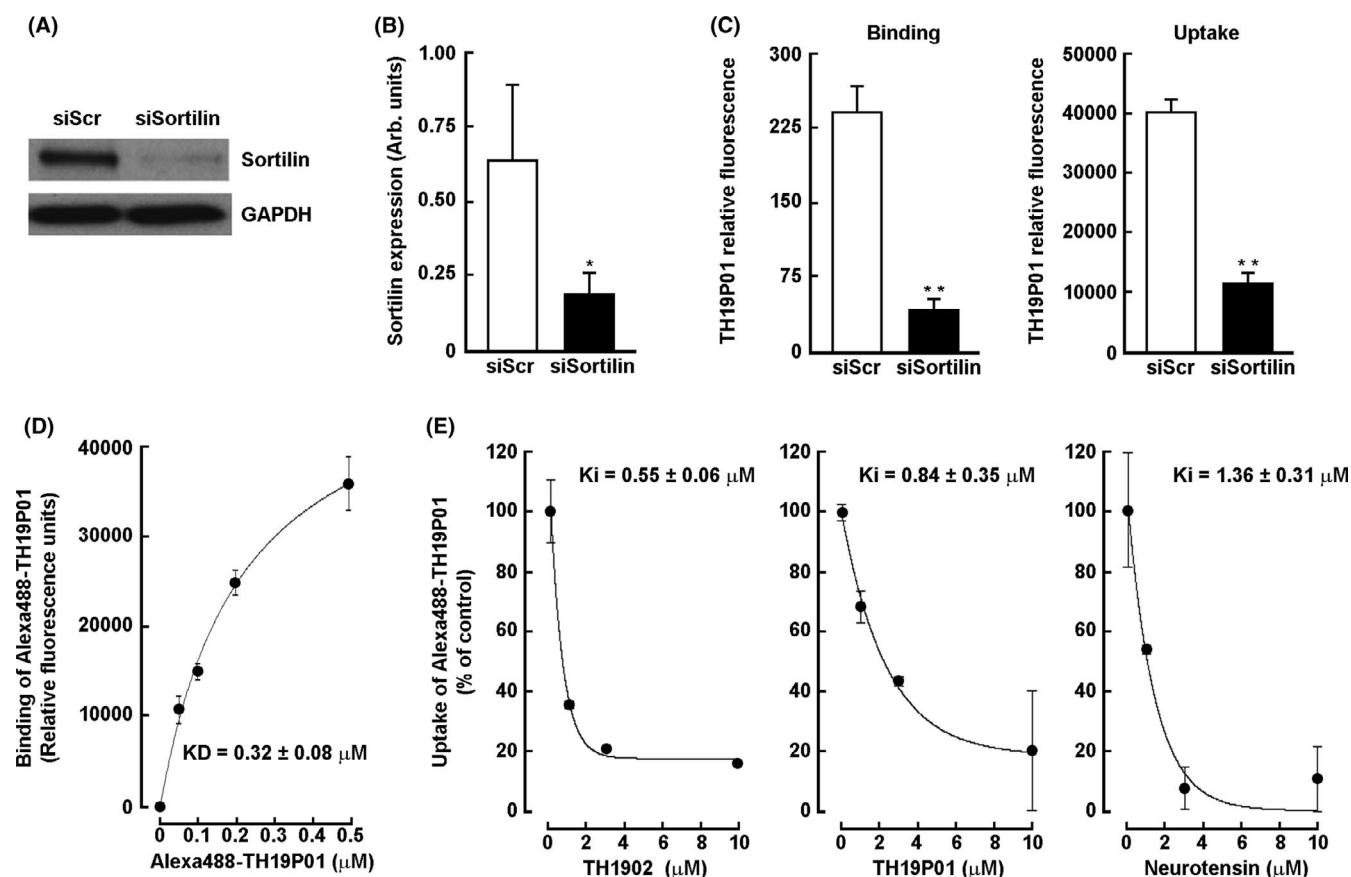 (A)
siScr siSortilin
Sortilin
GAPDH
(B)
Sortilin expression (Arb. units)
1.00
0.75
0.50
0.25
0
*
siScr siSortilin
(C)
Binding
TH19P01 relative fluorescence
300
225
150
75
0
**
siScr siSortilin
Uptake
TH19P01 relative fluorescence
50000
40000
30000
20000
10000
0
**
siScr siSortilin
(D)
Binding of Alexa488-TH19P01
(Relative fluorescence units)
40000
30000
20000
10000
0
KD = 0.32 ± 0.08 μM
0 0.1 0.2 0.3 0.4 0.5
Alexa488-TH19P01 (μM)
(E)
Uptake of Alexa488-TH19P01
(% of control)
120
100
80
60
40
20
0
Ki = 0.55 ± 0.06 μM
0 2 4 6 8 10
TH1902 (μM)
120
100
80
60
40
20
0
Ki = 0.84 ± 0.35 μM
0 2 4 6 8 10
TH19P01 (μM)
120
100
80
60
40
20
0
Ki = 1.36 ± 0.31 μM
0 2 4 6 8 10
Neurotensin (μM)